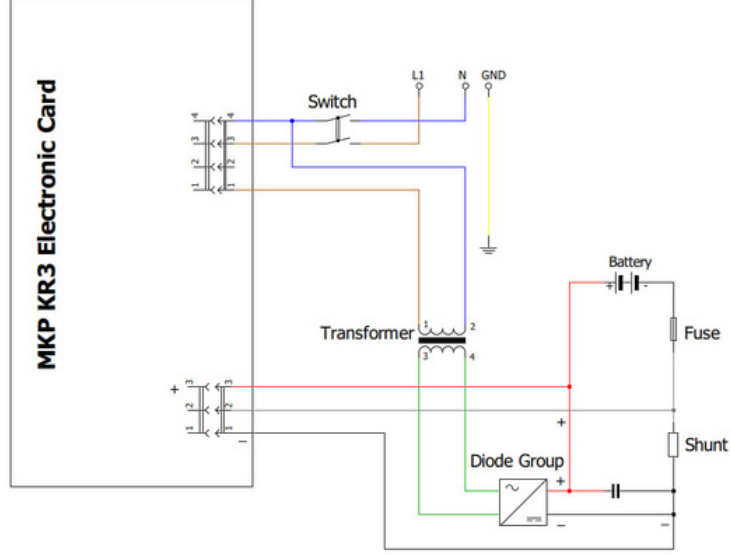 MKP KR3 Electronic Card
L1 N GND
Switch
4 4
3 3
2 2
1 1
Battery
+ -
1 2
Transformer
Fuse
3 4
+ 3 3
2 2
+
1 1
−
Shunt
Diode Group
+
− −